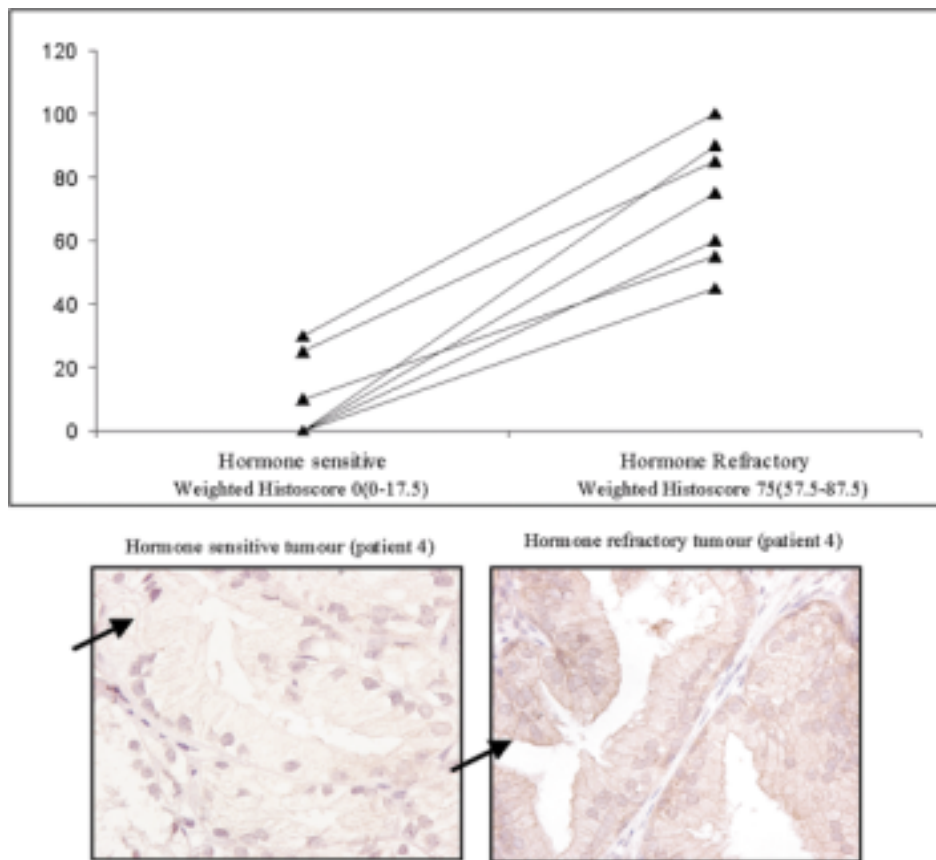 120
100
80
60
40
20
0
Hormone sensitive
Weighted Histoscore 0(0-17.5)
Hormone Refractory
Weighted Histoscore 75(57.5-87.5)
Hormone sensitive tumour (patient 4)
Hormone refractory tumour (patient 4)